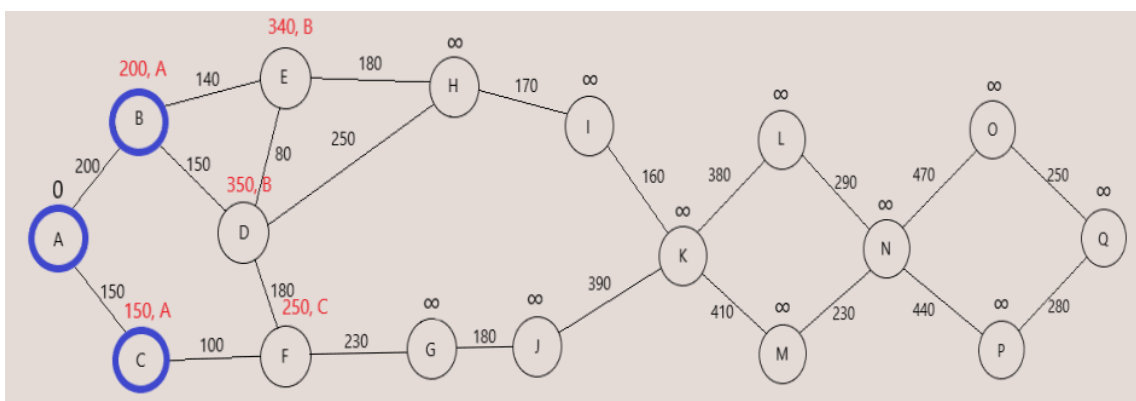 340, B
∞
200, A
140
E
180
H
170
∞
B
I
∞
L
∞
O
200
150
80
250
0
350, B
160
380
290
470
250
∞
A
D
∞
K
∞
N
Q
150
150, A
180
250, C
∞
∞
390
410
∞
230
440
∞
280
C
100
F
230
G
180
J
M
P